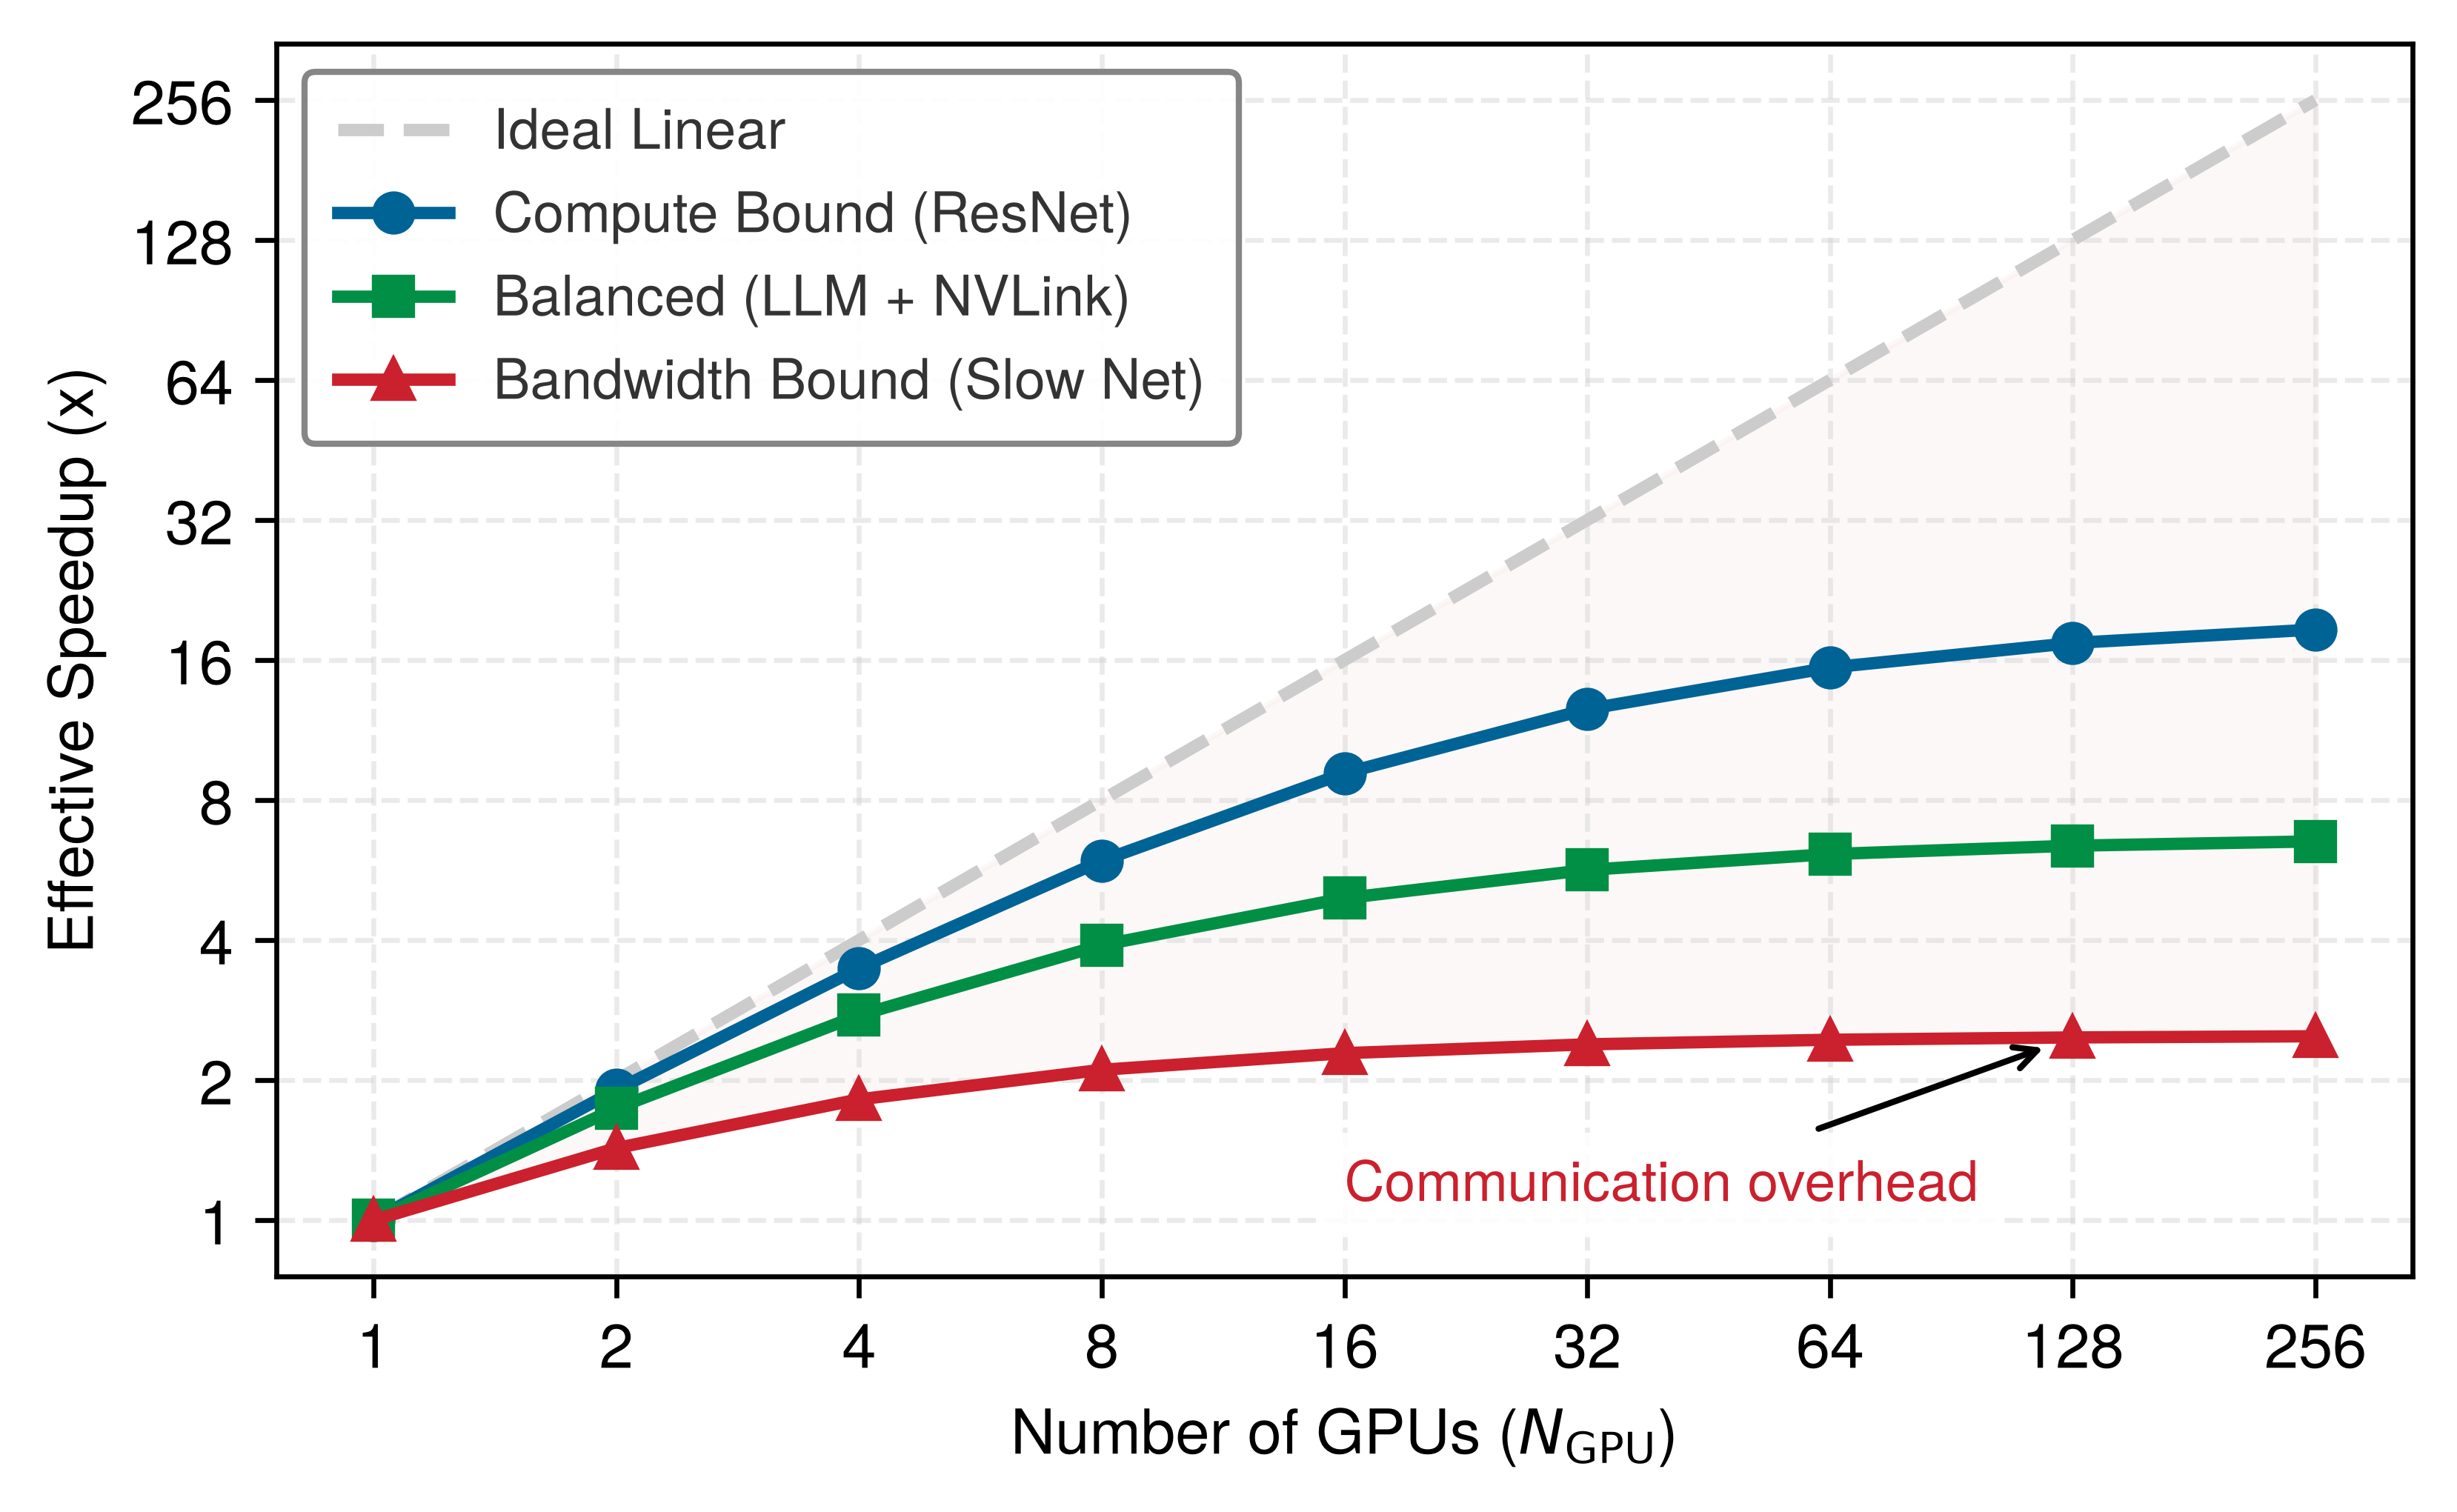 256
128
64
32
16
8
4
2
1
Effective Speedup (x)
Ideal Linear
Compute Bound (ResNet)
Balanced (LLM + NVLink)
Bandwidth Bound (Slow Net)
Communication overhead
1 2 4 8 16 32 64 128 256
Number of GPUs (N_GPU)